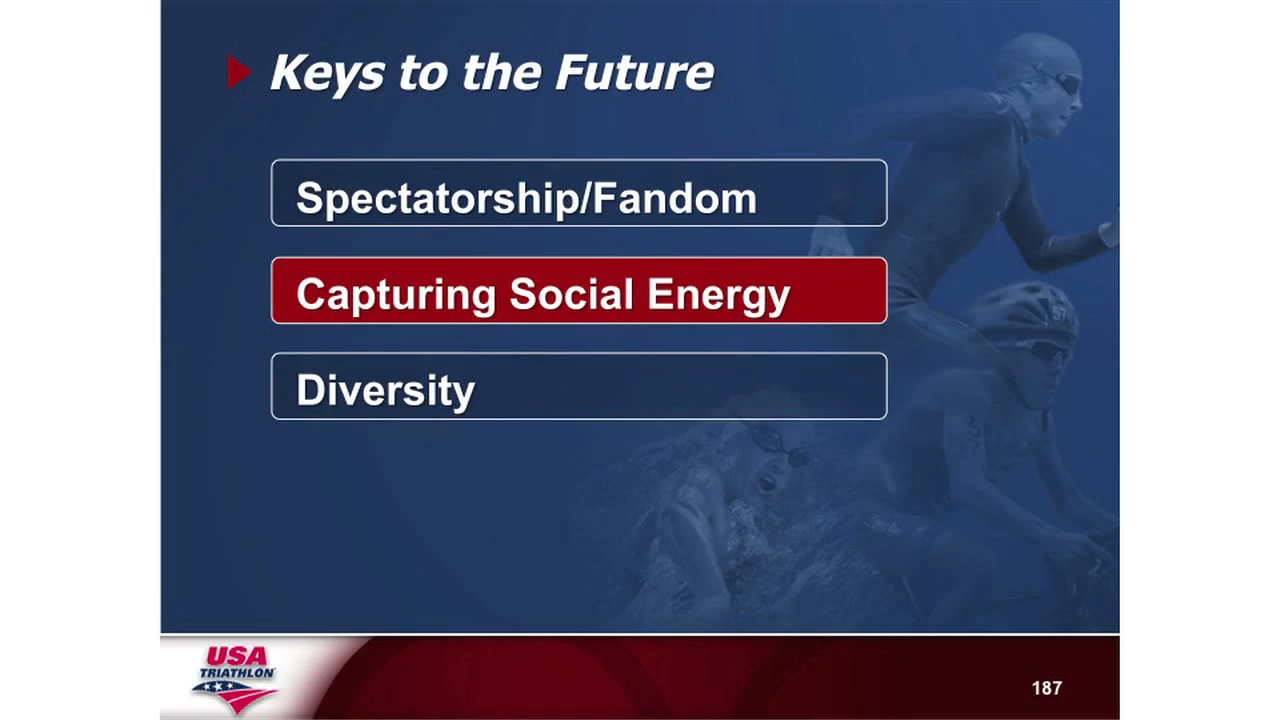 Keys to the Future
Spectatorship/Fandom
Capturing Social Energy
Diversity
USA
TRIATHLON
187